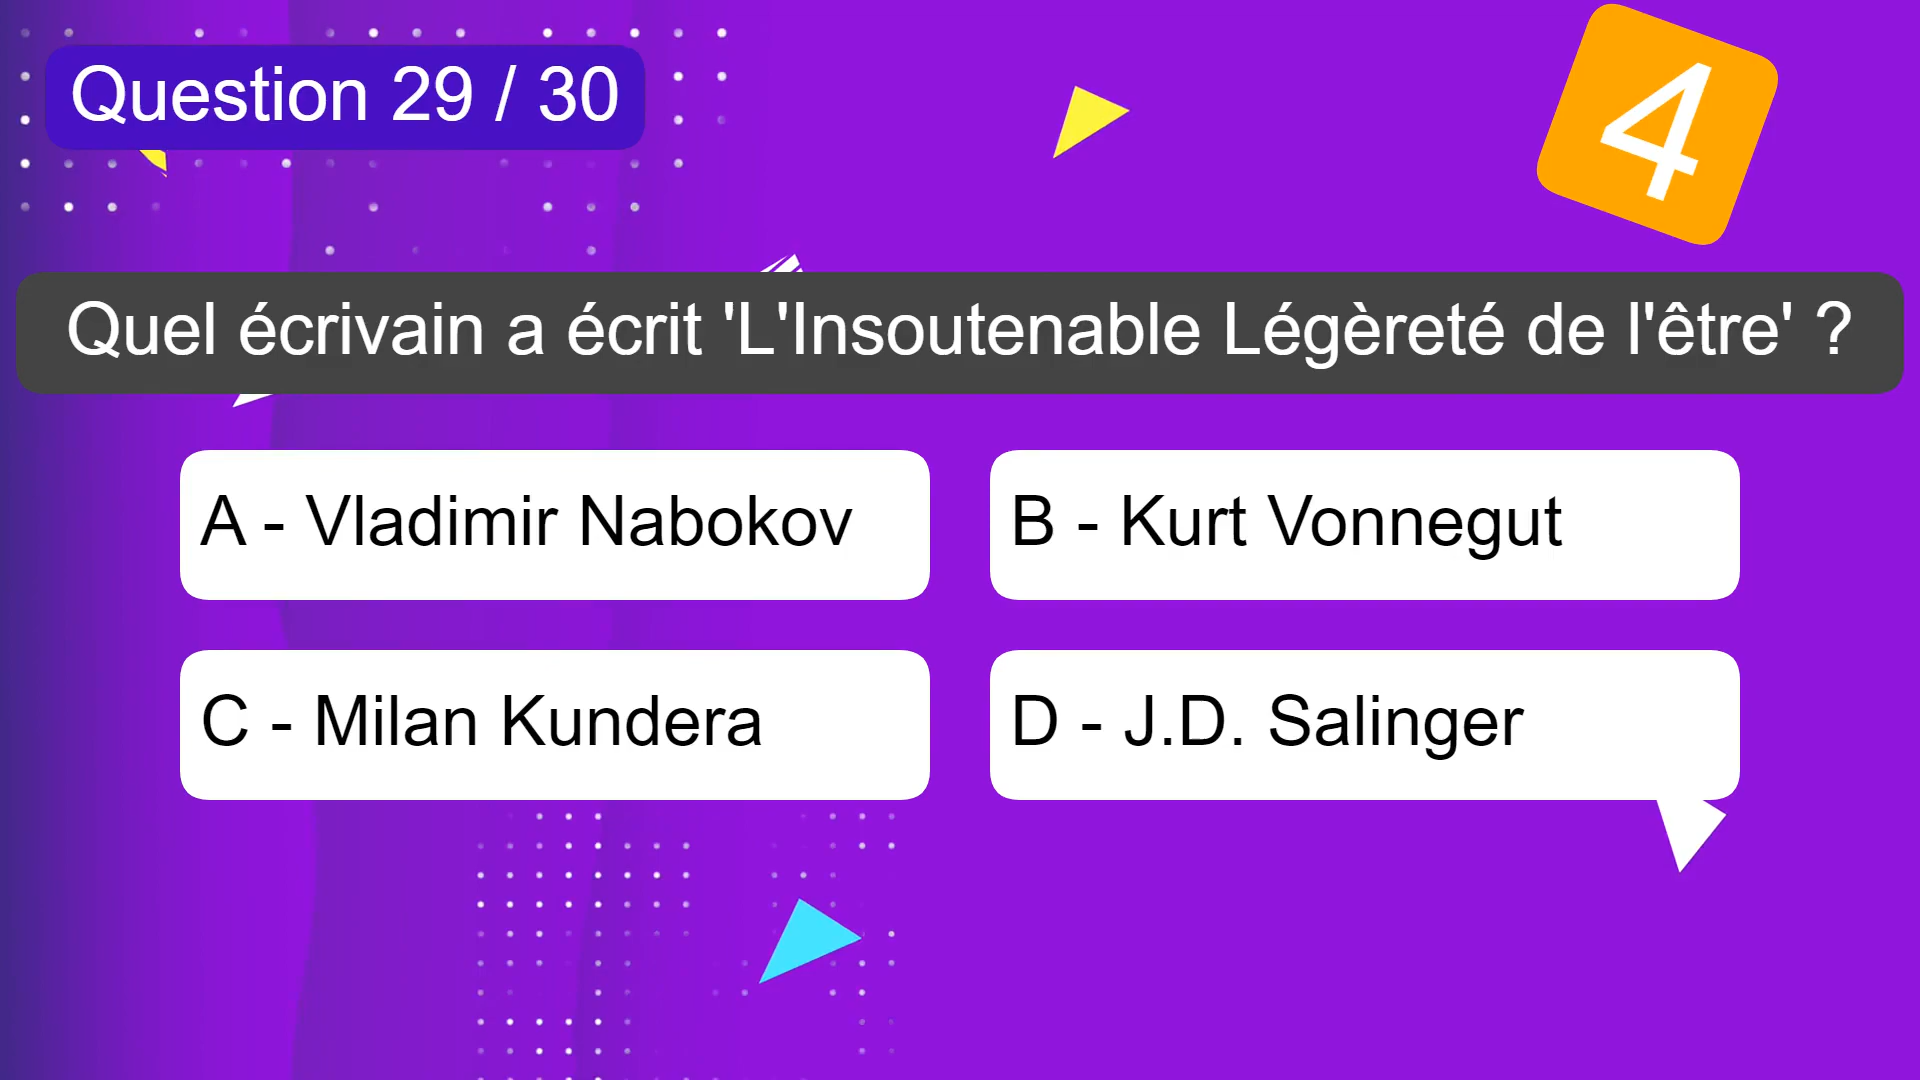 Question 29 / 30
4
Quel écrivain a écrit 'L'Insoutenable Légèreté de l'être' ?
A - Vladimir Nabokov
B - Kurt Vonnegut
C - Milan Kundera
D - J.D. Salinger